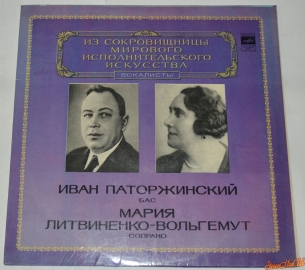 ИЗ СОКРОВИЩНИЦЫ
МИРОВОГО
ИСПОЛНИТЕЛЬСКОГО
ИСКУССТВА
ВОКАЛИСТЫ
ИВАН ПАТОРЖИНСКИЙ
БАС
МАРИЯ
ЛИТВИНЕНКО-ВОЛЬГЕМУТ
СОПРАНО